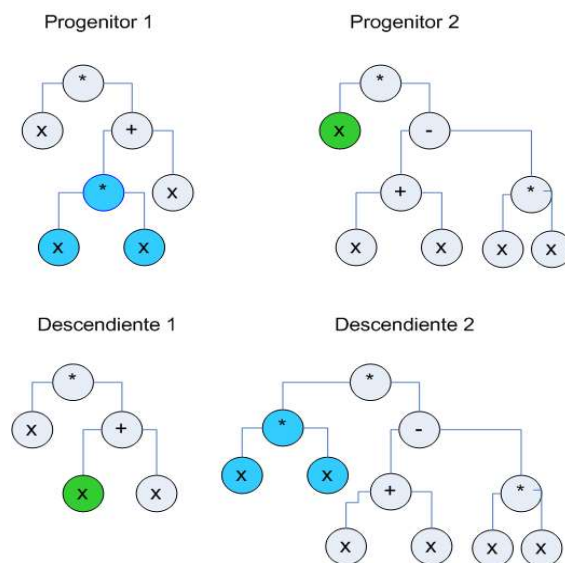 Progenitor 1
Progenitor 2
*
*
x
+
x
-
*
x
+
*
x
x
x
x
x
x
Descendiente 1
Descendiente 2
*
*
x
+
*
-
x
x
x
x
+
*
x
x
x
x